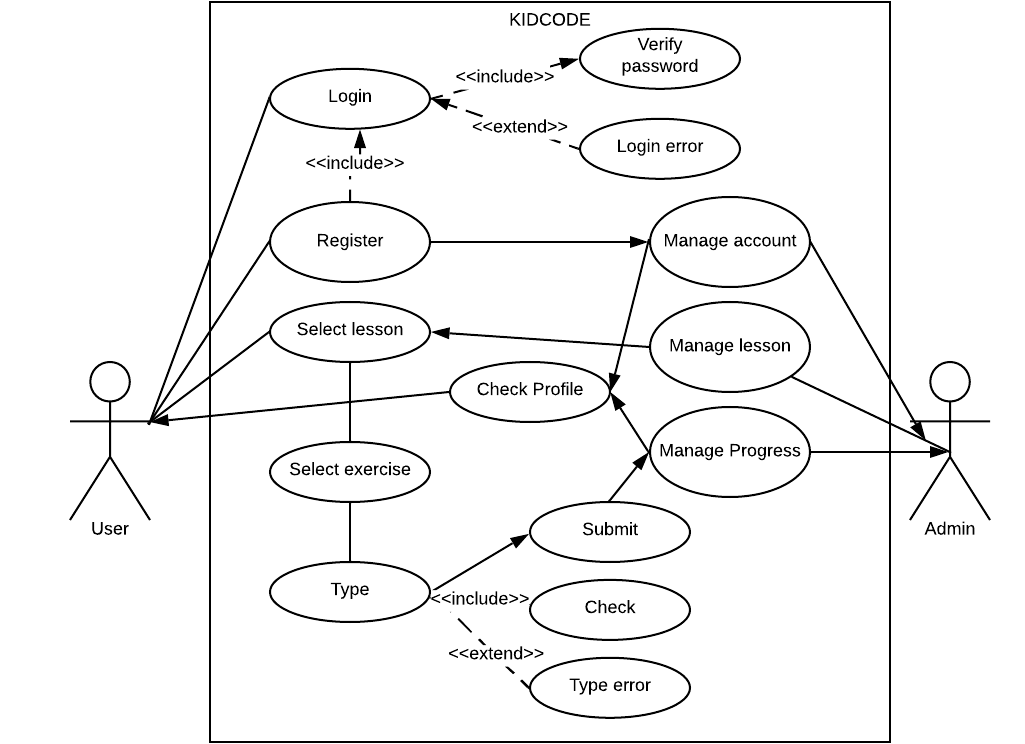 KIDCODE
Verify
password
<<include>>
Login
<<extend>>
Login error
<<include>>
Register
Manage account
Select lesson
Manage lesson
Check Profile
Manage Progress
Select exercise
User
Submit
Admin
Type
<<include>>
Check
<<extend>>
Type error